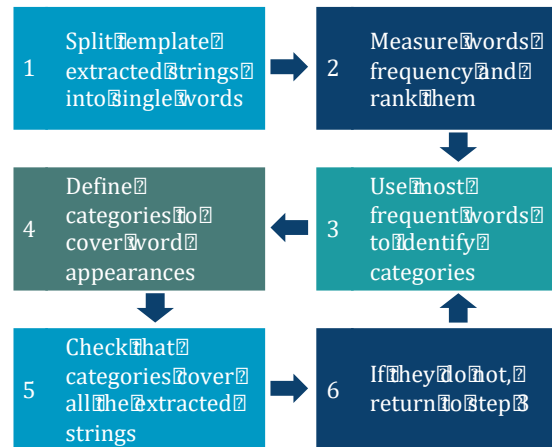 1
Split template
extracted strings
into single words
2
Measure words
frequency and
rank them
4
Define
categories to
cover word
appearances
3
Use most
frequent words
to identify
categories
5
Check that
categories cover
all the extracted
strings
6
If they do not,
return to step 3